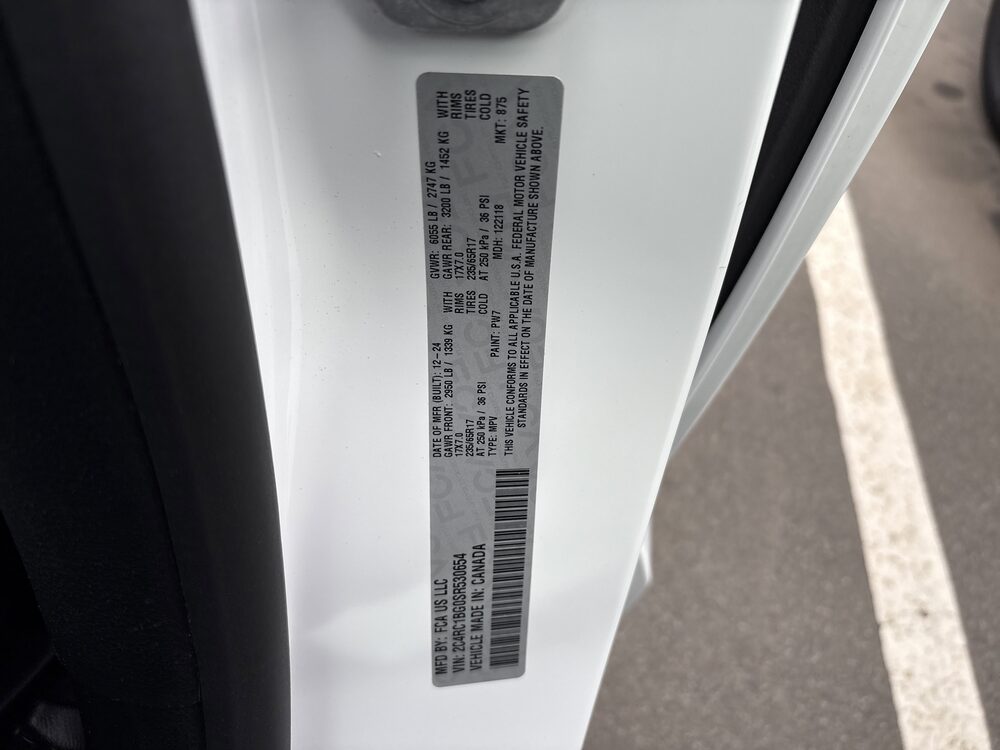 MFD BY: FCA US LLC
VIN: 2C4RC1BG0SR530654
VEHICLE MADE IN: CANADA
DATE OF MFR (BUILT): 12-24 GVWR: 6055 LB / 2747 KG
GAWR FRONT: 2950 LB / 1339 KG WITH GAWR REAR: 3200 LB / 1452 KG WITH
17X7.0 RIMS 17X7.0 RIMS
235/65R17 TIRES 235/65R17 TIRES
AT 250 kPa / 36 PSI COLD AT 250 kPa / 36 PSI COLD
TYPE: MPV PAINT: PW7 MDH: 122118 MKT: 875
THIS VEHICLE CONFORMS TO ALL APPLICABLE U.S.A. FEDERAL MOTOR VEHICLE SAFETY
STANDARDS IN EFFECT ON THE DATE OF MANUFACTURE SHOWN ABOVE.